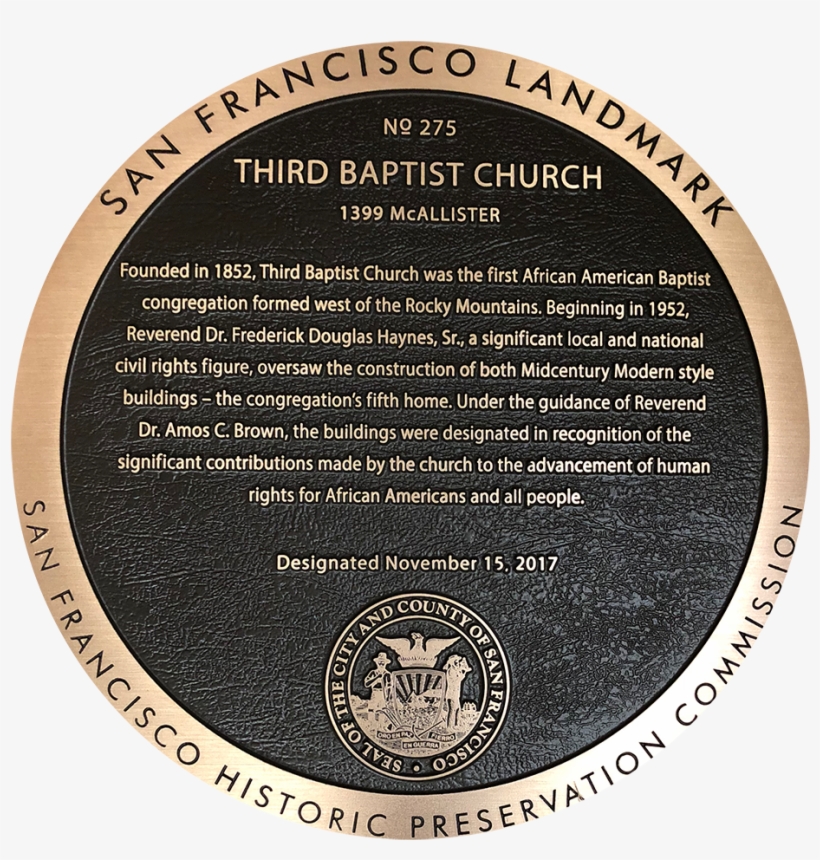 SAN FRANCISCO LANDMARK
Nº 275
THIRD BAPTIST CHURCH
1399 McALLISTER
Founded in 1852, Third Baptist Church was the first African American Baptist
congregation formed west of the Rocky Mountains. Beginning in 1952,
Reverend Dr. Frederick Douglas Haynes, Sr., a significant local and national
civil rights figure, oversaw the construction of both Midcentury Modern style
buildings – the congregation's fifth home. Under the guidance of Reverend
Dr. Amos C. Brown, the buildings were designated in recognition of the
significant contributions made by the church to the advancement of human
rights for African Americans and all people.
Designated November 15, 2017
SEAL OF THE CITY AND COUNTY OF SAN FRANCISCO
ORO EN PAZ
FIERRO
EN GUERRA
SAN FRANCISCO HISTORIC PRESERVATION COMMISSION